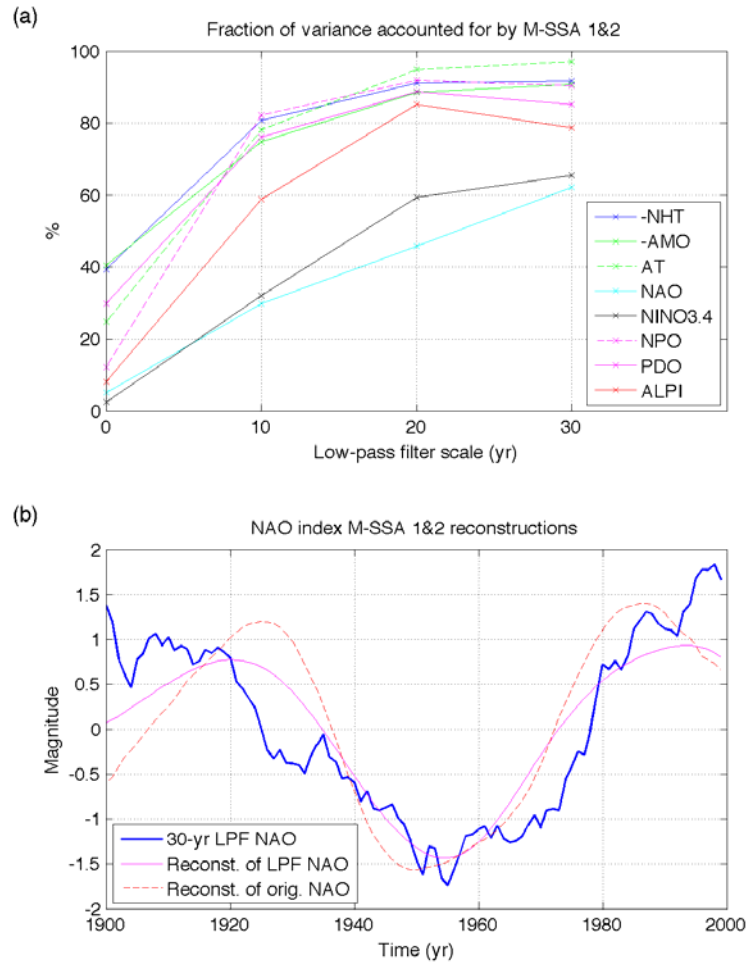 (a)
Fraction of variance accounted for by M-SSA 1&2
100
80
60
40
20
0
%
0 10 20 30
Low-pass filter scale (yr)
-NHT
-AMO
AT
NAO
NINO3.4
NPO
PDO
ALPI
(b)
NAO index M-SSA 1&2 reconstructions
2
1.5
1
0.5
0
-0.5
-1
-1.5
-2
Magnitude
30-yr LPF NAO
Reconst. of LPF NAO
Reconst. of orig. NAO
1900 1920 1940 1960 1980 2000
Time (yr)